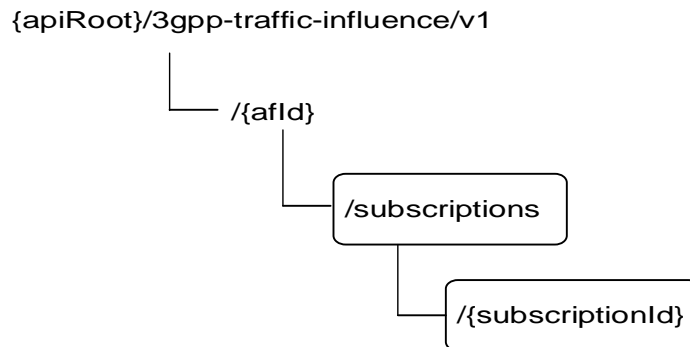 {apiRoot}/3gpp-traffic-influence/v1
/{afId}
/subscriptions
/{subscriptionId}